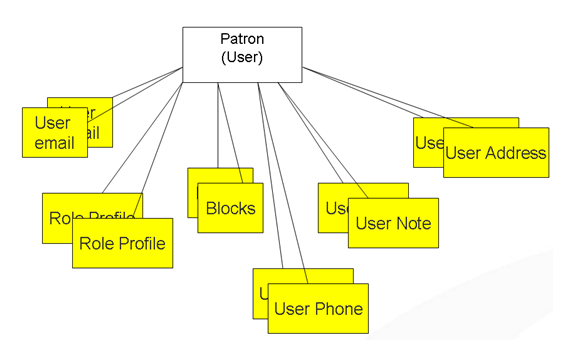 Patron
(User)
User
email
Role Profile
Role Profile
Blocks
User Note
User Phone
User Address